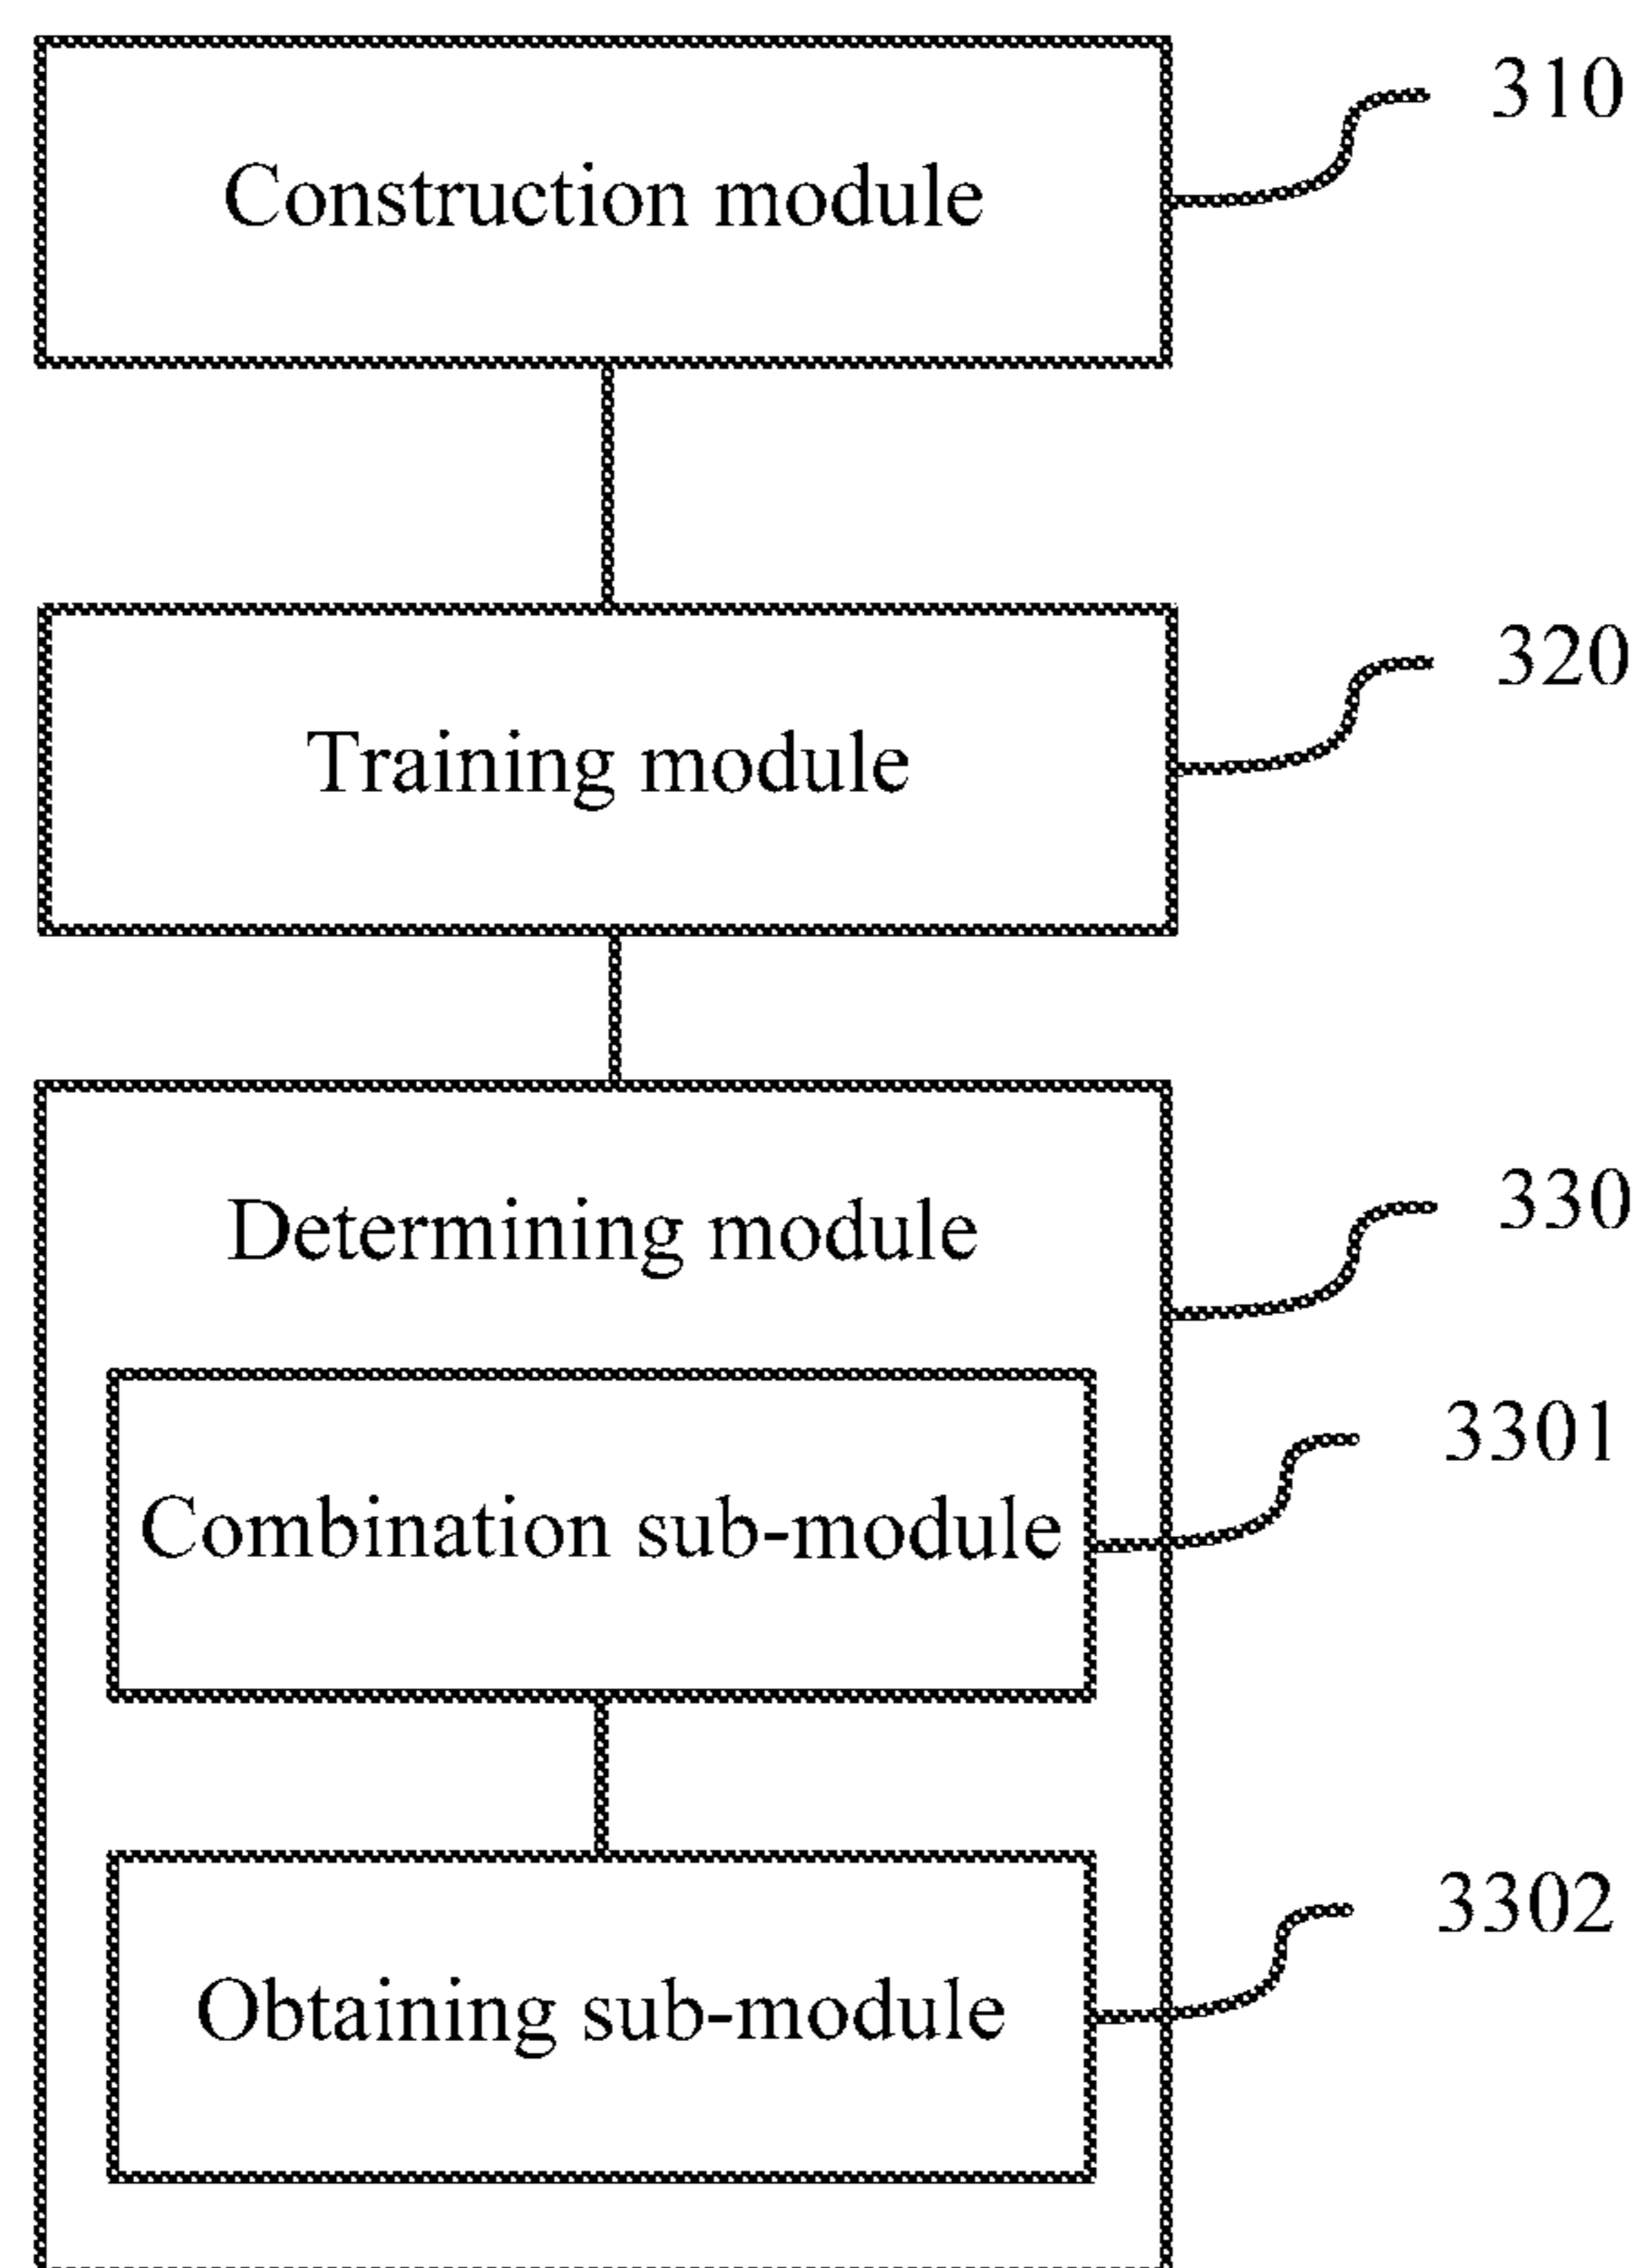 310
Construction module
320
Training module
330
Determining module
3301
Combination sub-module
3302
Obtaining sub-module